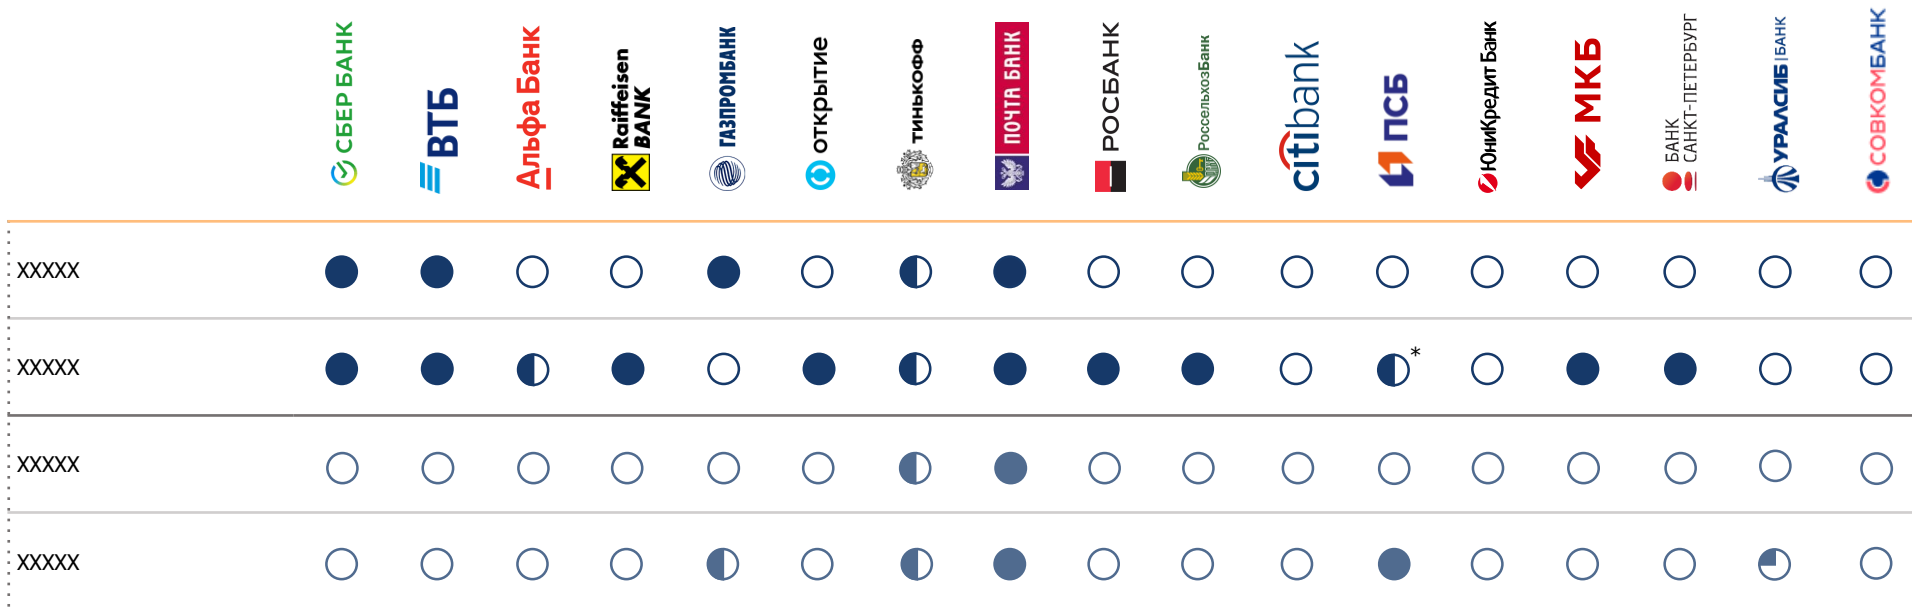 СБЕР БАНК
ВТБ
Альфа Банк
Raiffeisen
BANK
ГАЗПРОМБАНК
ОТКРЫТИЕ
ТИНЬКОФФ
ПОЧТА БАНК
РОСБАНК
РоссельхозБанк
citibank
ПСБ
ЮниКредит Банк
МКБ
БАНК
САНКТ-ПЕТЕРБУРГ
УРАЛСИБ | БАНК
СОВКОМБАНК
XXXXX
XXXXX
*
XXXXX
XXXXX